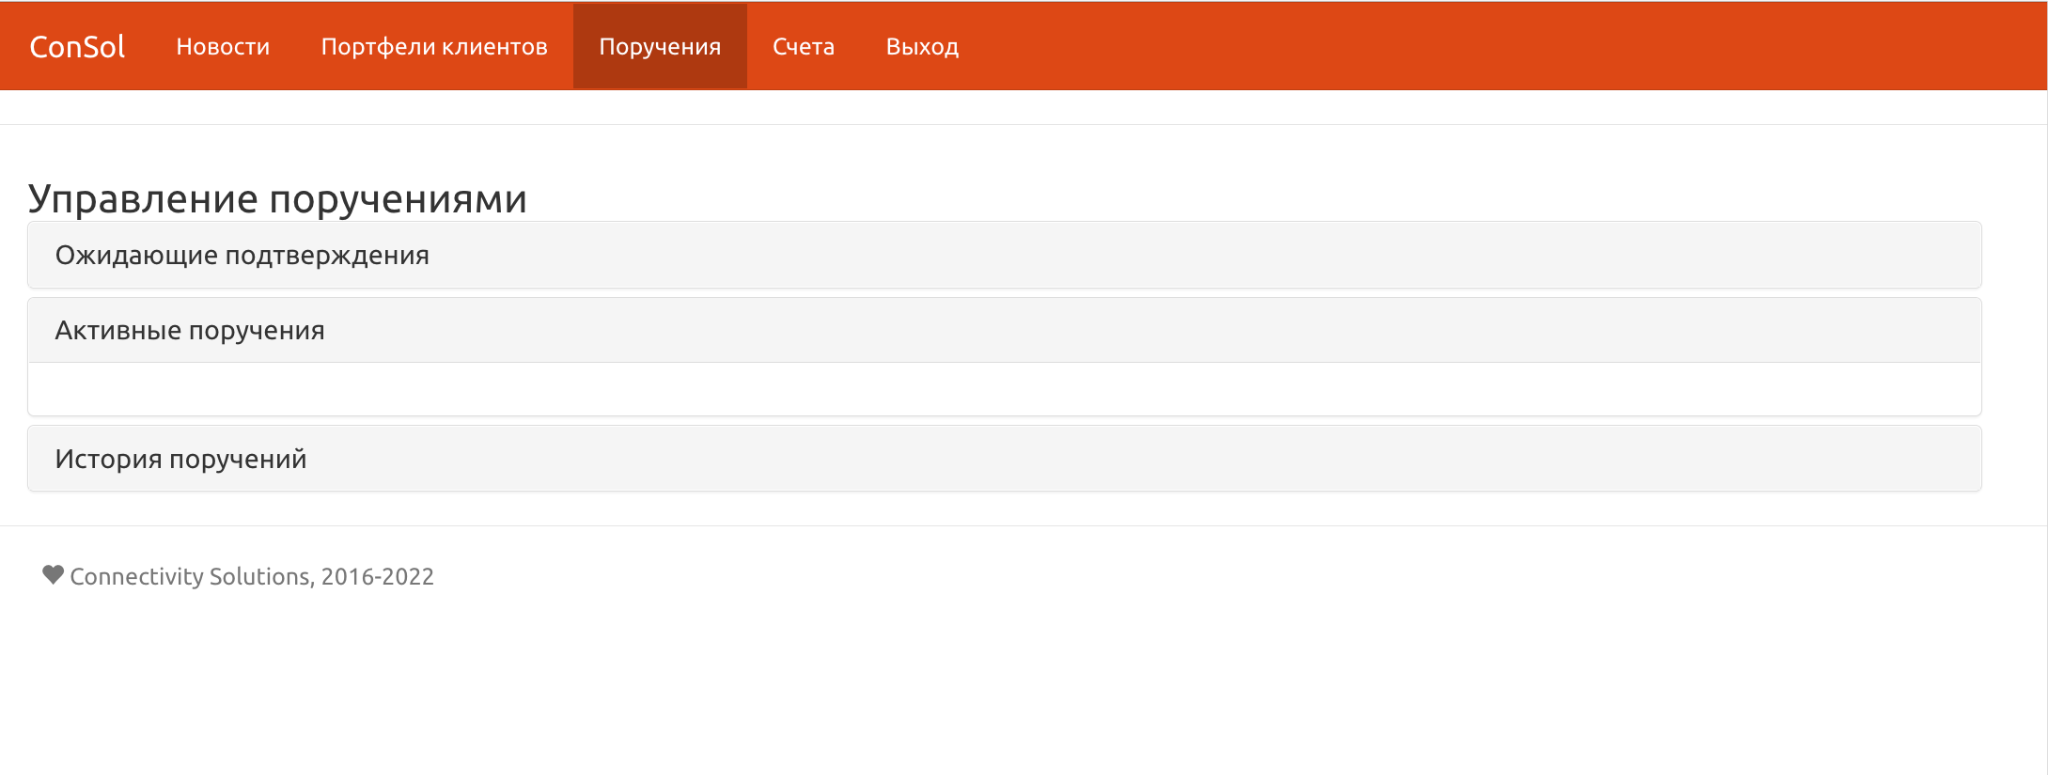 ConSol Новости Портфели клиентов Поручения Счета Выход
Управление поручениями
Ожидающие подтверждения
Активные поручения
История поручений
Connectivity Solutions, 2016-2022